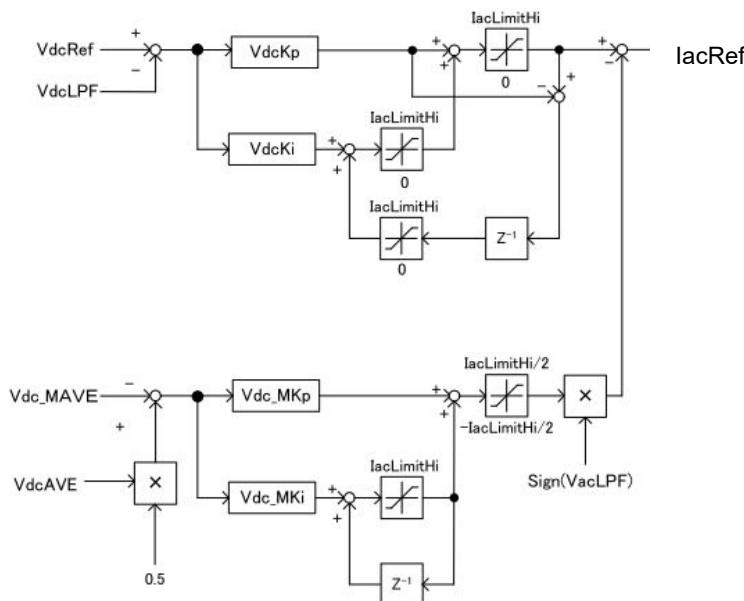 IacLimitHi
VdcRef
+
−
VdcKp
+
+
0
+
−
+
−
IacRef
VdcLPF
IacLimitHi
VdcKi
+
+
0
IacLimitHi
0
Z⁻¹
IacLimitHi/2
Vdc_MAVE
−
+
Vdc_MKp
+
+
-IacLimitHi/2
×
VdcAVE
×
Vdc_MKi
+
+
IacLimitHi
Sign(VacLPF)
0.5
Z⁻¹